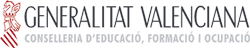 GENERALITAT VALENCIANA
CONSELLERIA D'EDUCACIÓ, FORMACIÓ I OCUPACIÓ